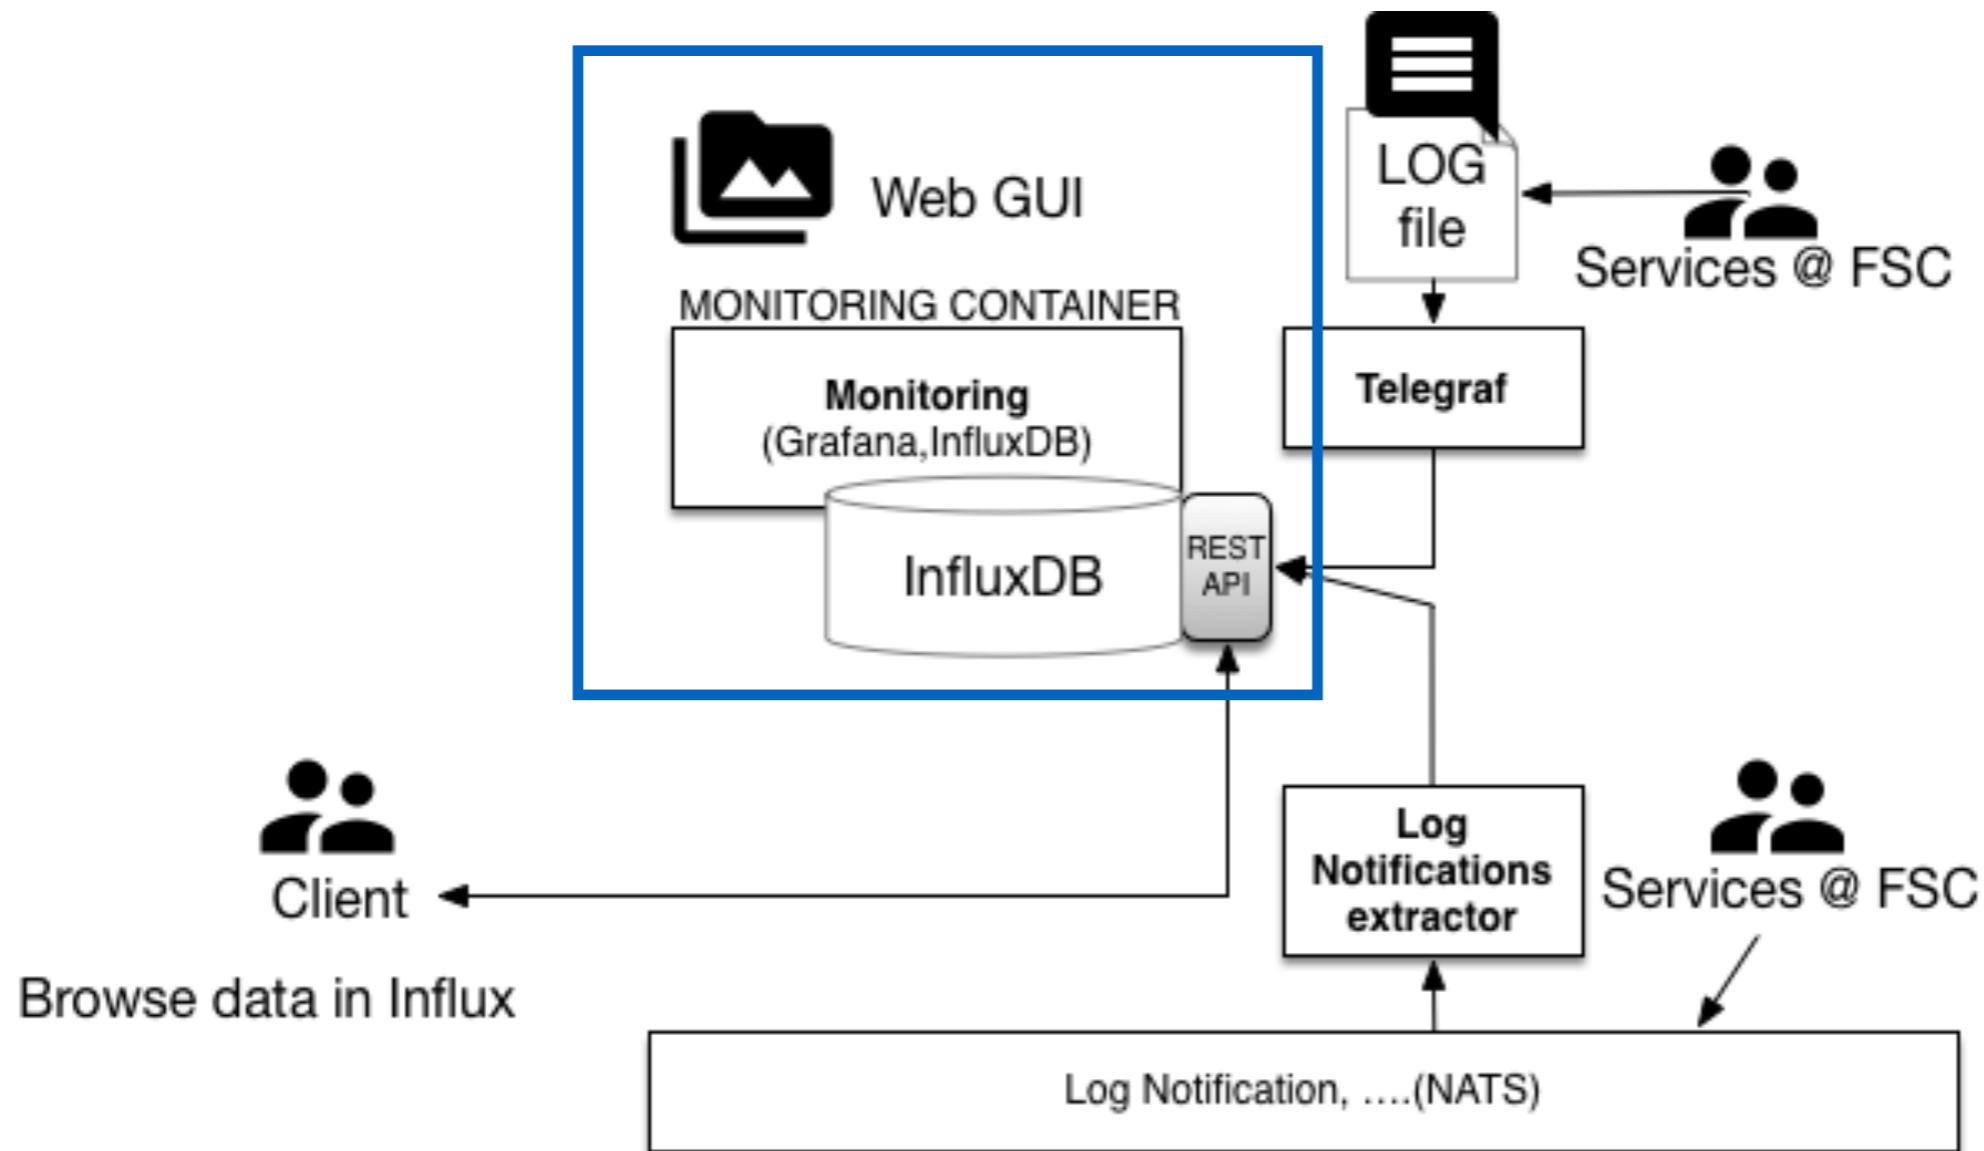 LOG
file
Web GUI
Services @ FSC
MONITORING CONTAINER
Monitoring
(Grafana,InfluxDB)
Telegraf
InfluxDB
REST
API
Client
Browse data in Influx
Log
Notifications
extractor
Services @ FSC
Log Notification, ....(NATS)